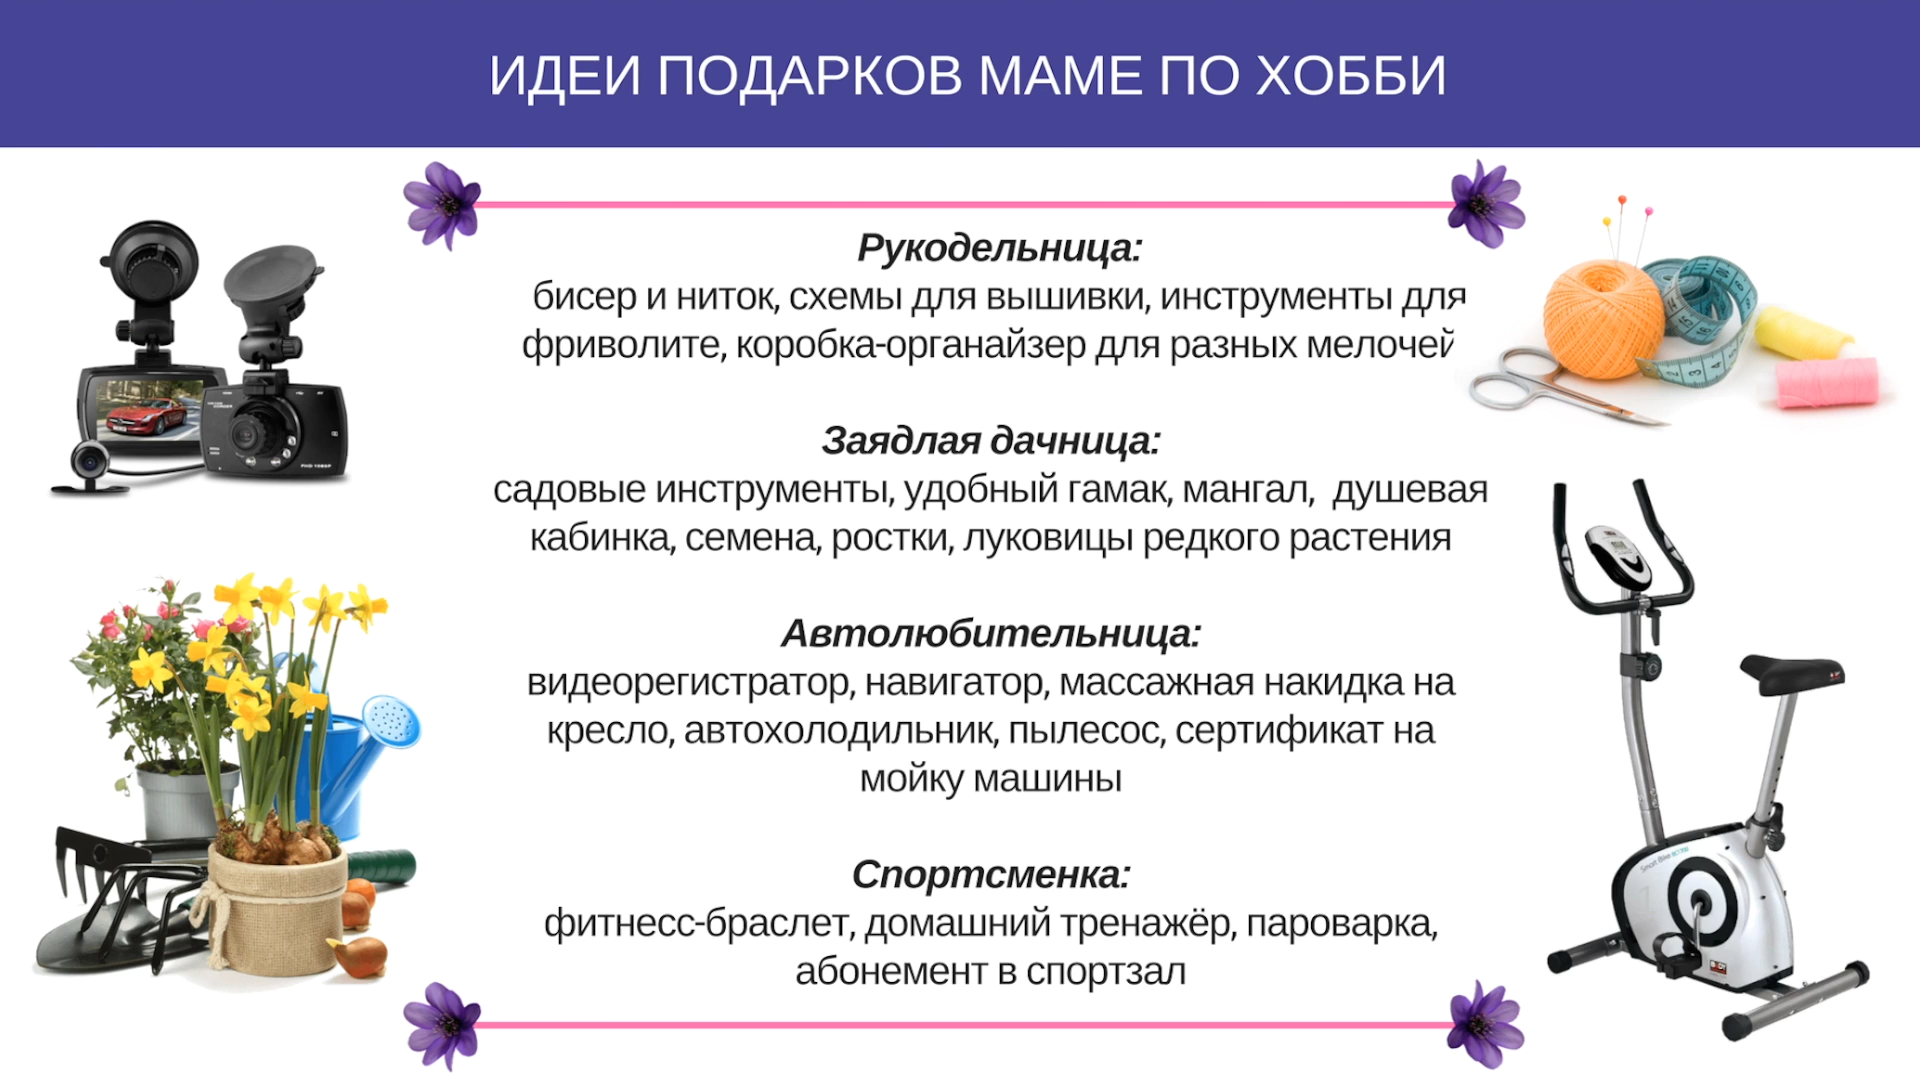 ИДЕИ ПОДАРКОВ МАМЕ ПО ХОББИ
Рукодельница:
бисер и ниток, схемы для вышивки, инструменты для
фриволите, коробка-органайзер для разных мелочей
Заядлая дачница:
садовые инструменты, удобный гамак, мангал, душевая
кабинка, семена, ростки, луковицы редкого растения
Автолюбительница:
видеорегистратор, навигатор, массажная накидка на
кресло, автохолодильник, пылесос, сертификат на
мойку машины
Спортсменка:
фитнесс-браслет, домашний тренажёр, пароварка,
абонемент в спортзал
Smart Bike